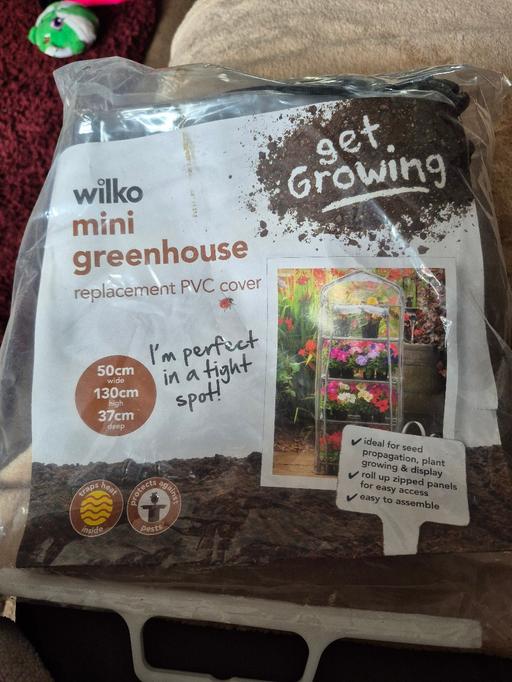 get
Growing
wilko
mini
greenhouse
replacement PVC cover
50cm
wide
130cm
high
37cm
deep
I'm perfect
in a tight
spot!
✓ ideal for seed
propagation, plant
growing & display
✓ roll up zipped panels
for easy access
✓ easy to assemble
traps heat
inside
protects against
pests